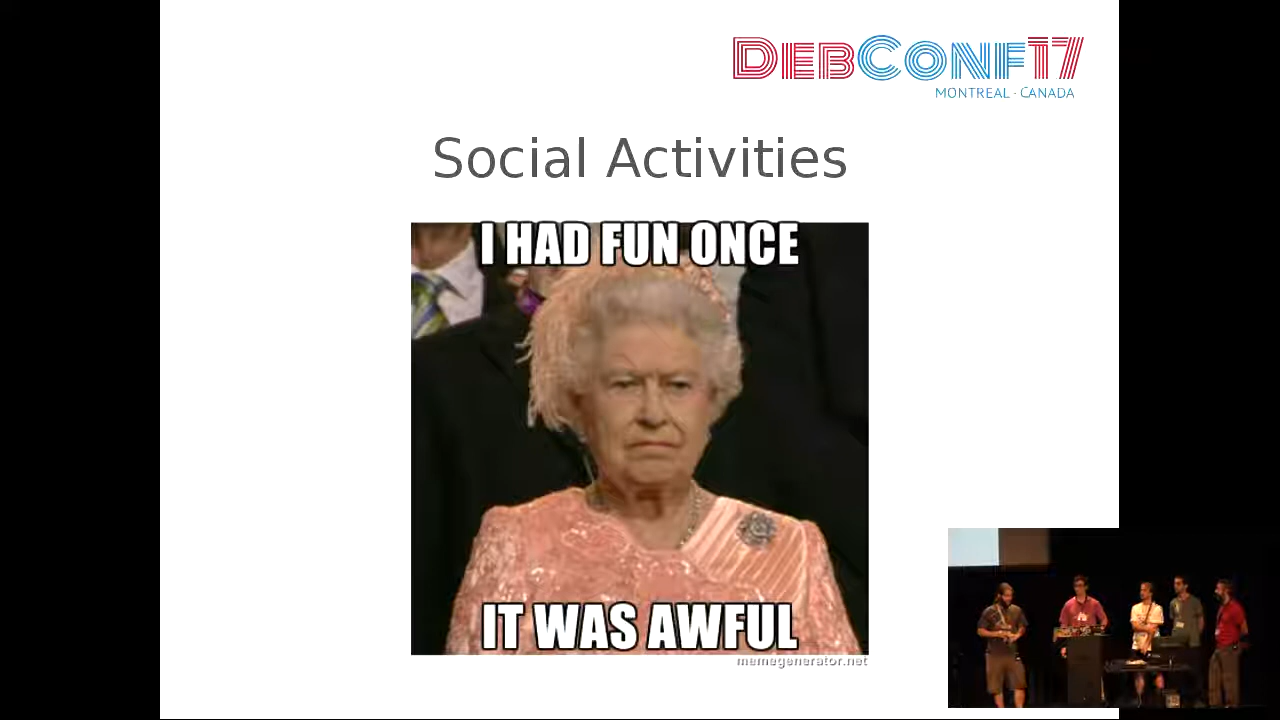 DEBCONF17
MONTREAL · CANADA
Social Activities
I HAD FUN ONCE
IT WAS AWFUL
memegenerator.net